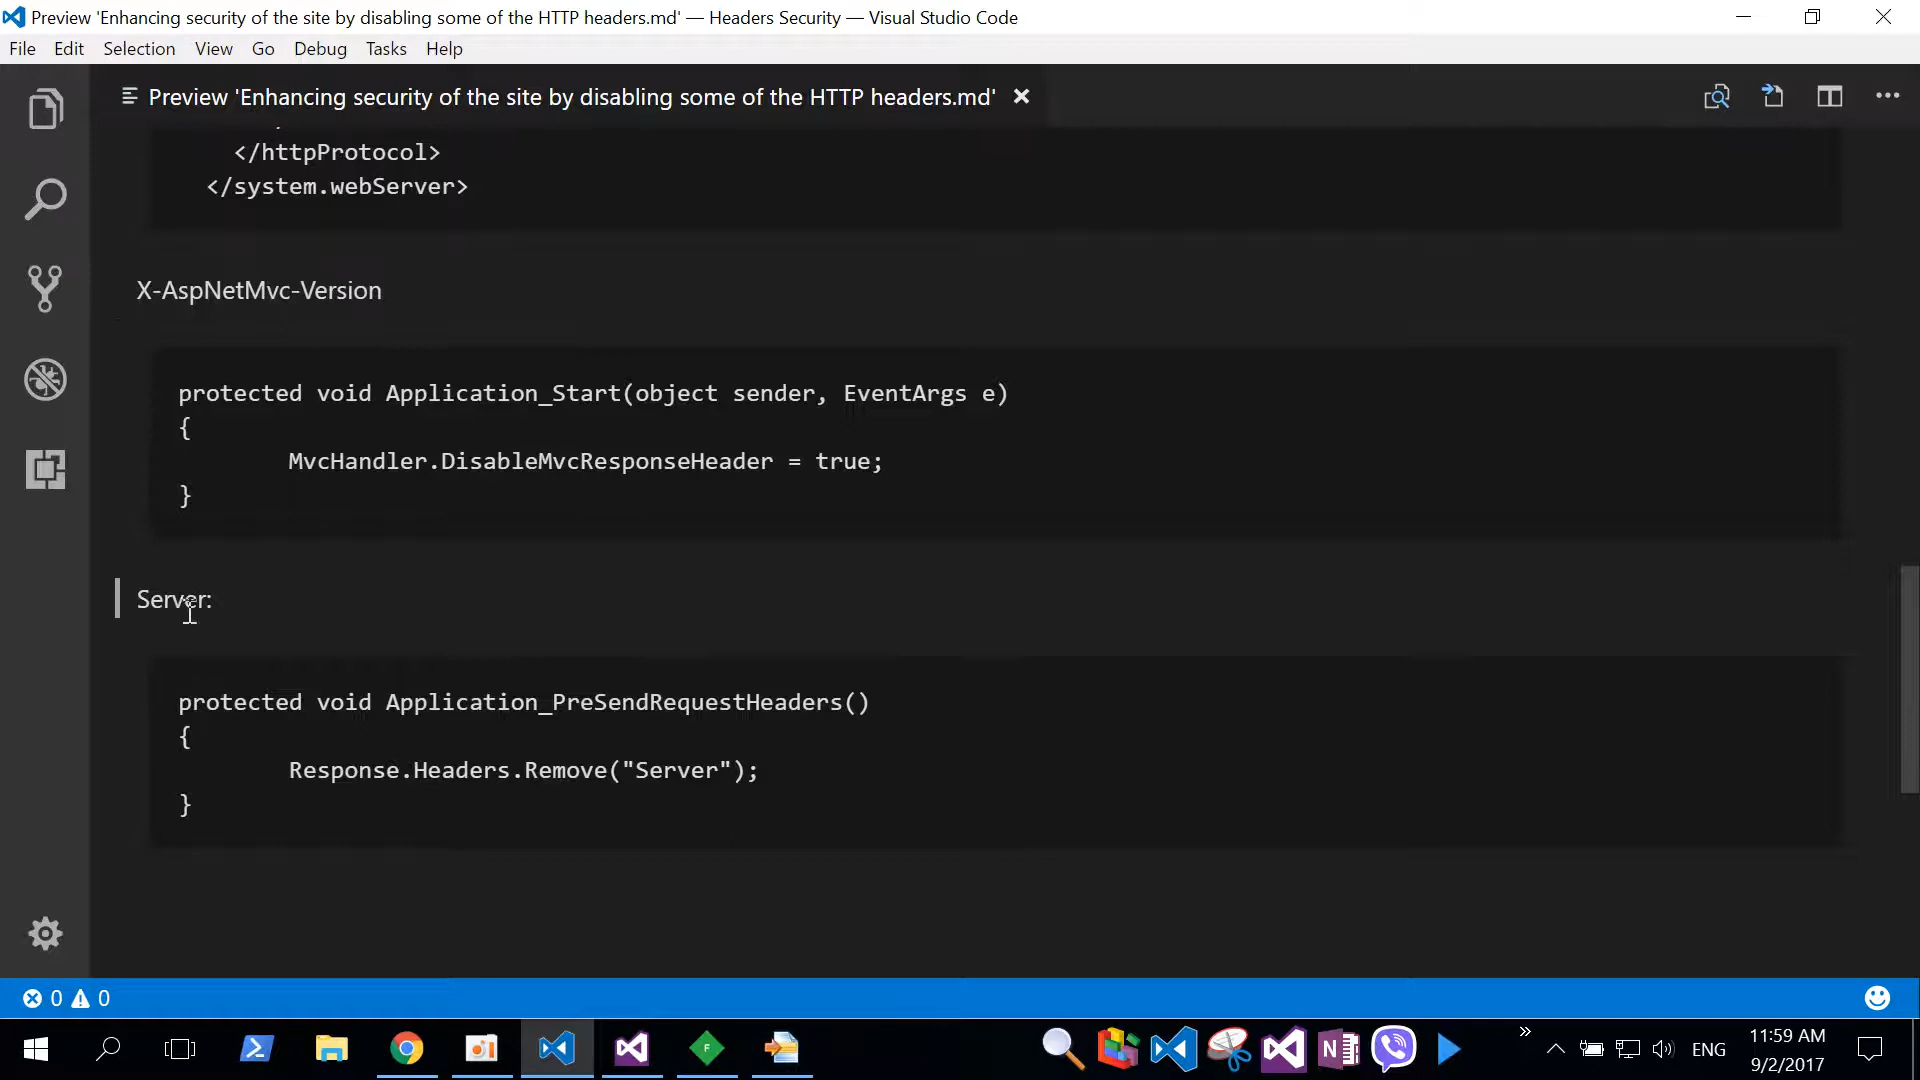 Preview 'Enhancing security of the site by disabling some of the HTTP headers.md' — Headers Security — Visual Studio Code
File Edit Selection View Go Debug Tasks Help
Preview 'Enhancing security of the site by disabling some of the HTTP headers.md'
</httpProtocol>
</system.webServer>
X-AspNetMvc-Version
protected void Application_Start(object sender, EventArgs e)
{
MvcHandler.DisableMvcResponseHeader = true;
}
Server:
protected void Application_PreSendRequestHeaders()
{
Response.Headers.Remove("Server");
}
0 0
ENG
11:59 AM
9/2/2017